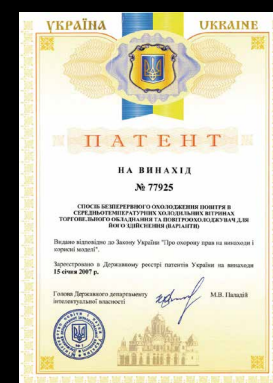 УКРАЇНА UKRAINE
ПАТЕНТ
НА ВИНАХІД
№ 77925
СПОСІБ БЕЗПЕРЕРВНОГО ОХОЛОДЖЕННЯ ПОВІТРЯ В
СЕРЕДНЬОТЕМПЕРАТУРНИХ ХОЛОДИЛЬНИХ ВІТРИНАХ
ТОРГОВЕЛЬНОГО ОБЛАДНАННЯ ТА ПОВІТРООХОЛОДЖУВАЧ ДЛЯ
ЙОГО ЗДІЙСНЕННЯ (ВАРІАНТИ)
Видано відповідно до Закону України "Про охорону прав на винаходи і
корисні моделі".
Зареєстровано в Державному реєстрі патентів України на винаходи
15 січня 2007 р.
Голова Державного департаменту
інтелектуальної власності М.В. Паладій